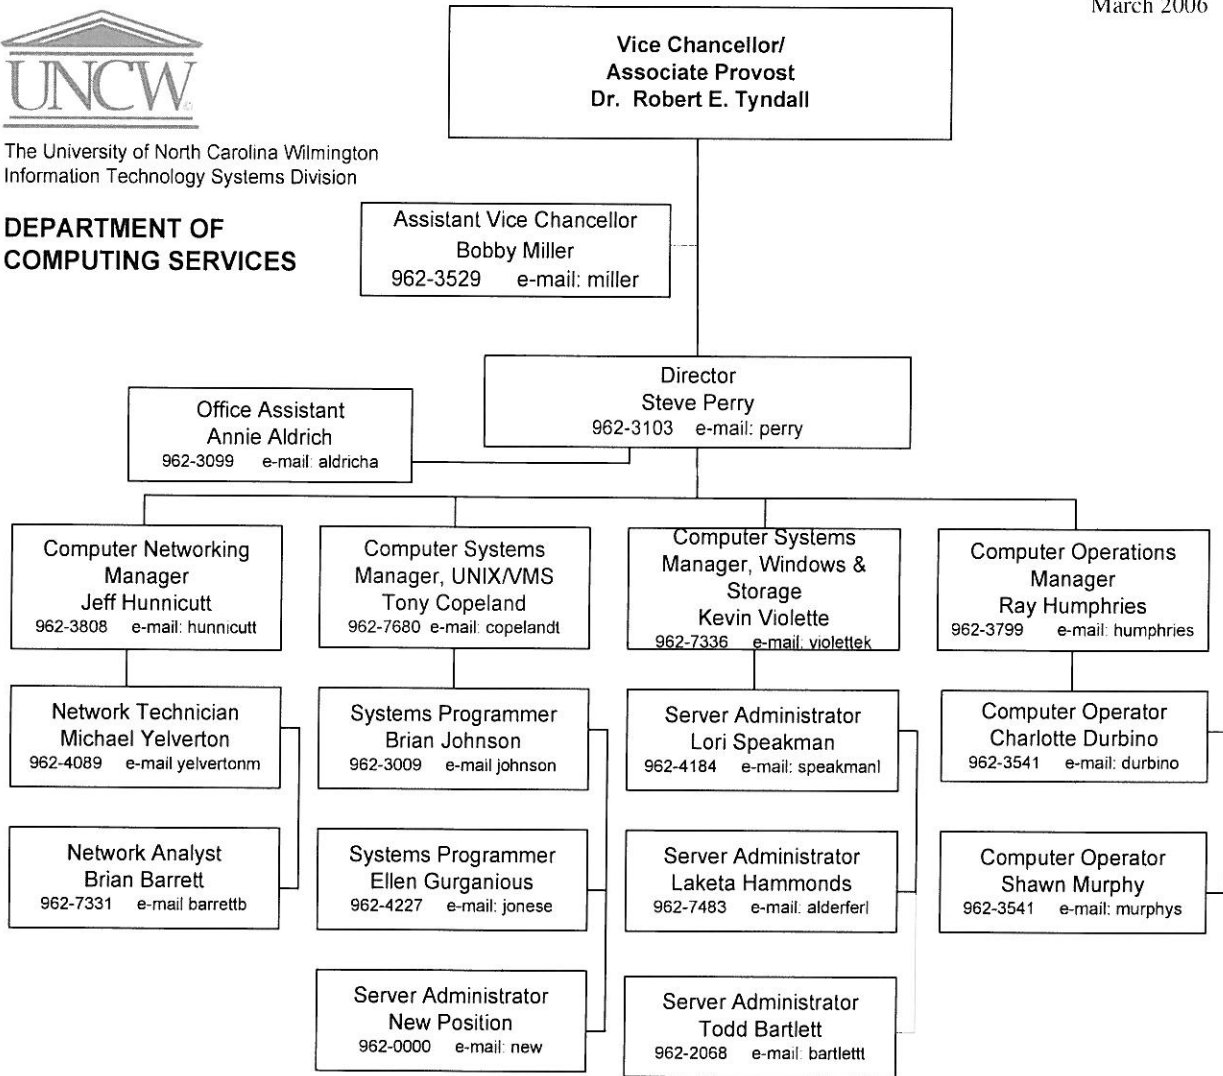 March 2006
UNCW
The University of North Carolina Wilmington
Information Technology Systems Division
DEPARTMENT OF
COMPUTING SERVICES
Vice Chancellor/
Associate Provost
Dr. Robert E. Tyndall
Assistant Vice Chancellor
Bobby Miller
962-3529 e-mail: miller
Director
Steve Perry
962-3103 e-mail: perry
Office Assistant
Annie Aldrich
962-3099 e-mail: aldricha
Computer Networking
Manager
Jeff Hunnicutt
962-3808 e-mail: hunnicutt
Computer Systems
Manager, UNIX/VMS
Tony Copeland
962-7680 e-mail: copelandt
Computer Systems
Manager, Windows &
Storage
Kevin Violette
962-7336 e-mail: violettek
Computer Operations
Manager
Ray Humphries
962-3799 e-mail: humphries
Network Technician
Michael Yelverton
962-4089 e-mail yelvertonm
Systems Programmer
Brian Johnson
962-3009 e-mail johnson
Server Administrator
Lori Speakman
962-4184 e-mail: speakmanl
Computer Operator
Charlotte Durbino
962-3541 e-mail: durbino
Network Analyst
Brian Barrett
962-7331 e-mail barrettb
Systems Programmer
Ellen Gurganious
962-4227 e-mail: jonese
Server Administrator
Laketa Hammonds
962-7483 e-mail: alderferl
Computer Operator
Shawn Murphy
962-3541 e-mail: murphys
Server Administrator
New Position
962-0000 e-mail: new
Server Administrator
Todd Bartlett
962-2068 e-mail: bartlettt